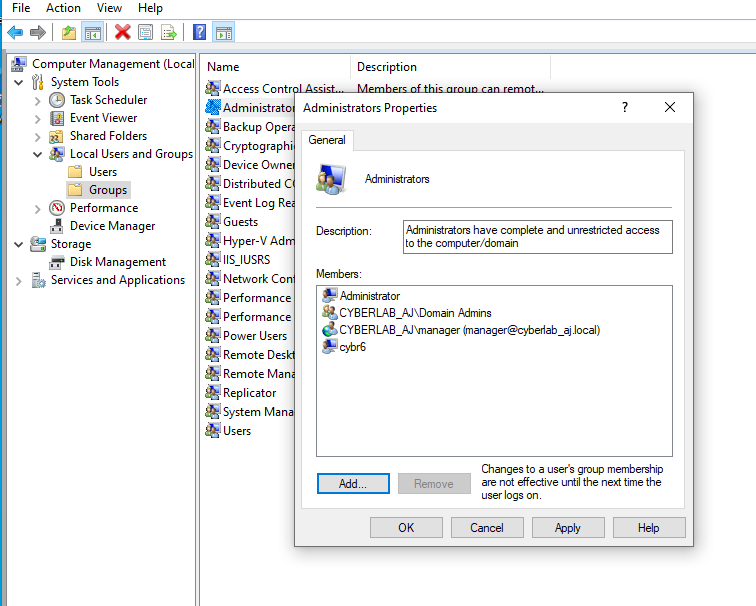 File Action View Help
Name Description
Computer Management (Local
System Tools
Task Scheduler
Event Viewer
Shared Folders
Local Users and Groups
Users
Groups
Performance
Device Manager
Storage
Disk Management
Services and Applications
Access Control Assist... Members of this group can remot...
Administrator
Backup Opera
Cryptographi
Device Owner
Distributed CO
Event Log Rea
Guests
Hyper-V Adm
IIS_IUSRS
Network Conf
Performance
Performance
Power Users
Remote Deskt
Remote Mana
Replicator
System Mana
Users
Administrators Properties
General
Administrators
Description:
Administrators have complete and unrestricted access
to the computer/domain
Members:
Administrator
CYBERLAB_AJ\Domain Admins
CYBERLAB_AJ\manager (manager@cyberlab_aj.local)
cybr6
Add... Remove
Changes to a user's group membership
are not effective until the next time the
user logs on.
OK Cancel Apply Help